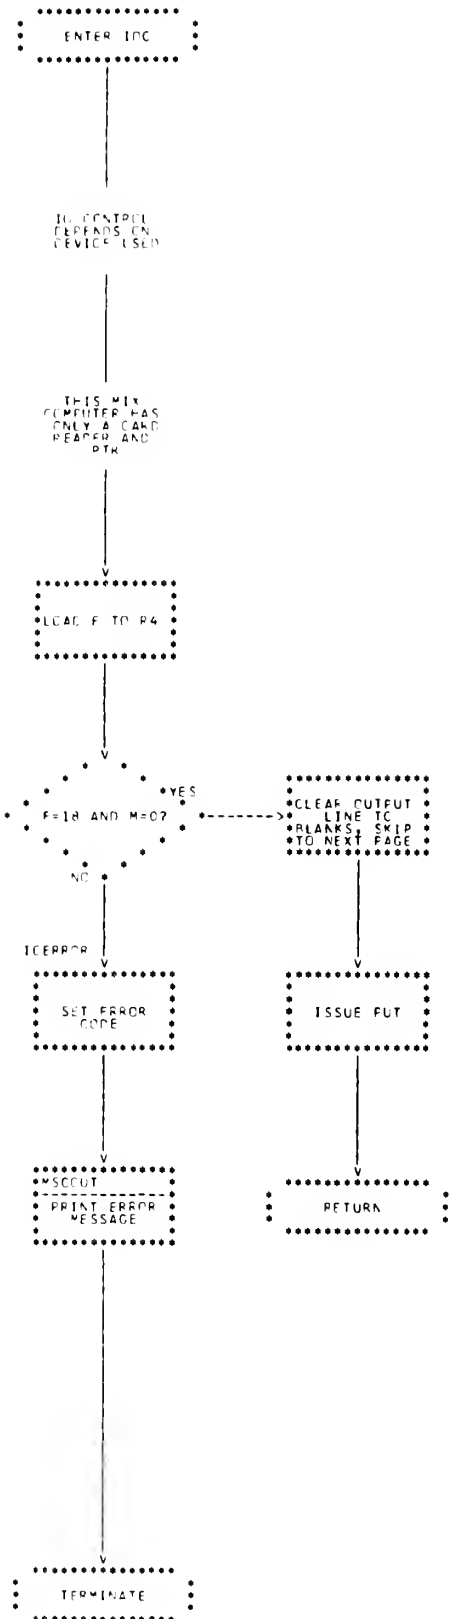 ENTER IOC
IO CONTROL
DEPENDS ON
DEVICE USED
THIS MIX
COMPUTER HAS
ONLY A CARD
READER AND
PTR
LOAD F TO R4
F=18 AND M=0?
YES
CLEAR OUTPUT
LINE TO
BLANKS, SKIP
TO NEXT PAGE
NO
IOERROR
SET ERROR
CODE
ISSUE PUT
MSGOUT
PRINT ERROR
MESSAGE
RETURN
TERMINATE